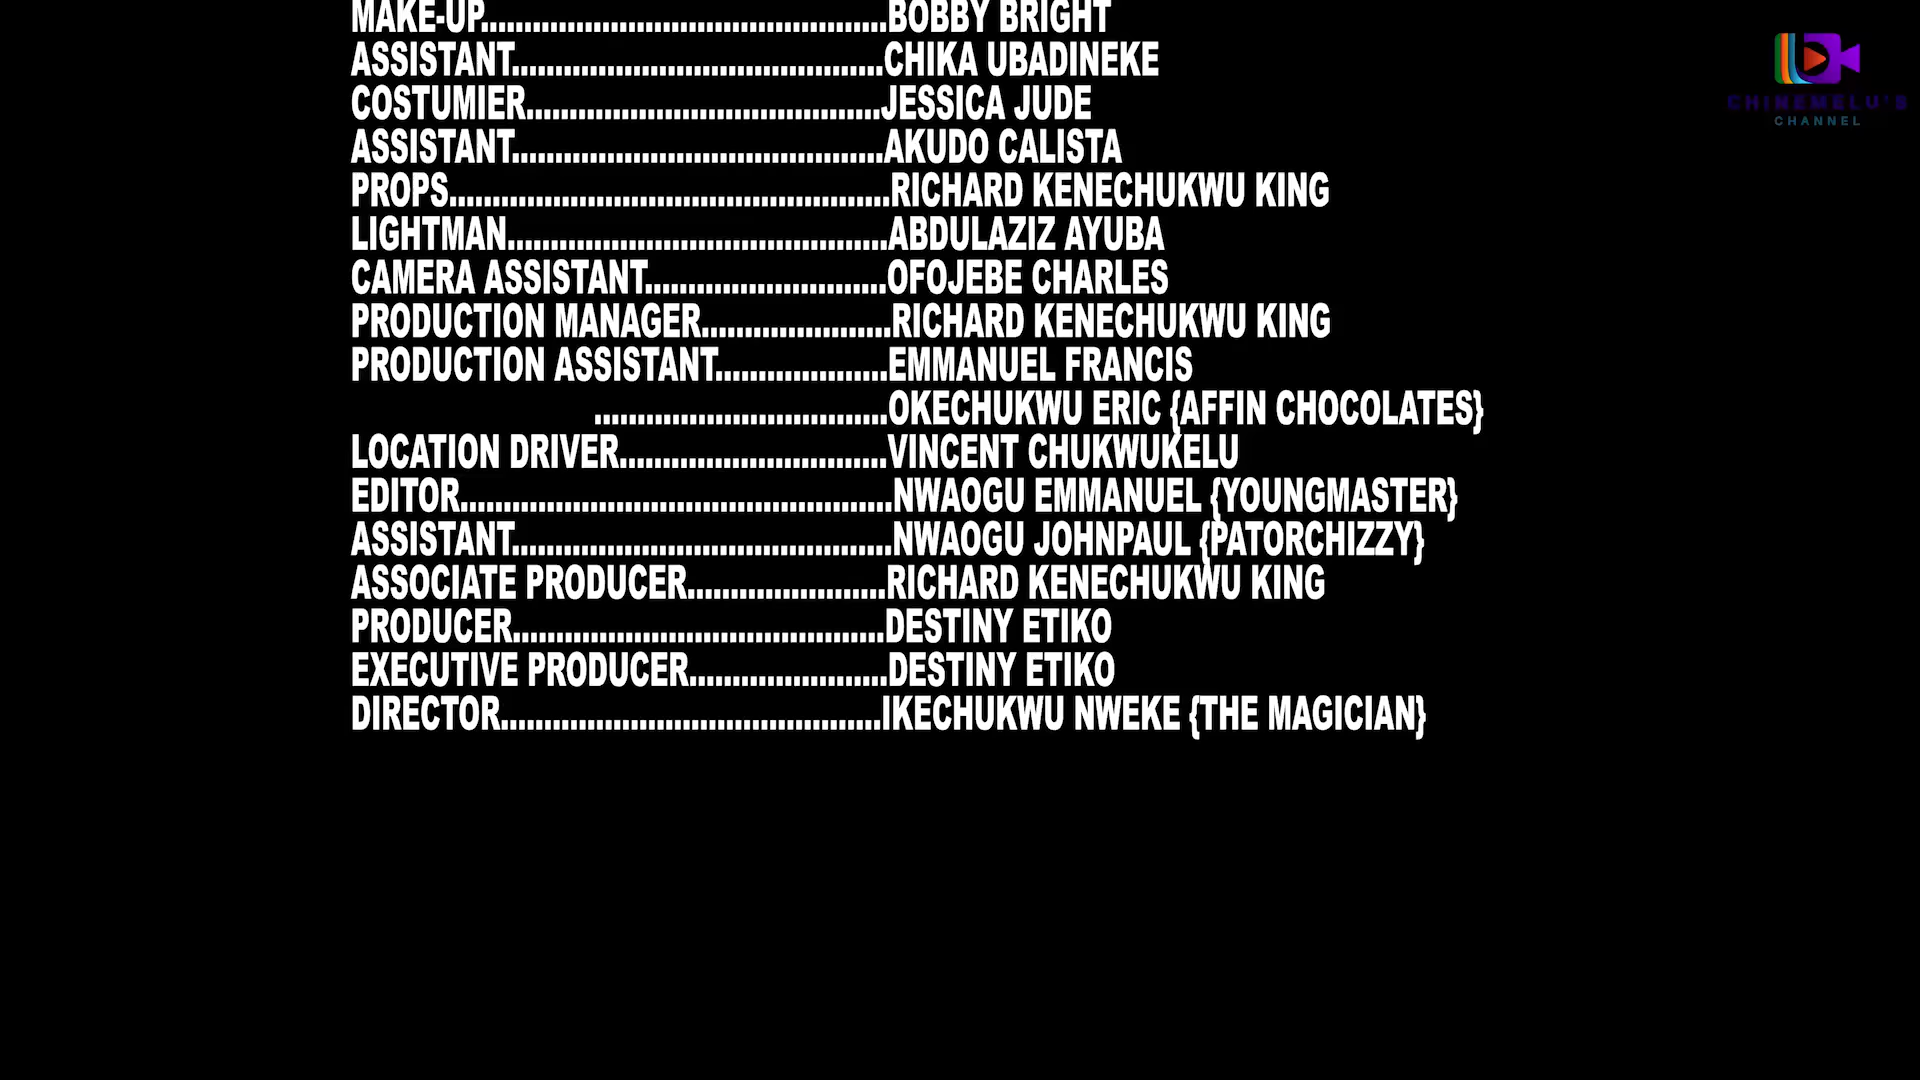 MAKE-UP...............................................BOBBY BRIGHT
ASSISTANT...........................................CHIKA UBADINEKE
COSTUMIER.........................................JESSICA JUDE
ASSISTANT...........................................AKUDO CALISTA
PROPS...................................................RICHARD KENECHUKWU KING
LIGHTMAN............................................ABDULAZIZ AYUBA
CAMERA ASSISTANT............................OFOJEBE CHARLES
PRODUCTION MANAGER......................RICHARD KENECHUKWU KING
PRODUCTION ASSISTANT....................EMMANUEL FRANCIS
..................................OKECHUKWU ERIC {AFFIN CHOCOLATES}
LOCATION DRIVER...............................VINCENT CHUKWUKELU
EDITOR..................................................NWAOGU EMMANUEL {YOUNGMASTER}
ASSISTANT............................................NWAOGU JOHNPAUL {PATORCHIZZY}
ASSOCIATE PRODUCER.......................RICHARD KENECHUKWU KING
PRODUCER...........................................DESTINY ETIKO
EXECUTIVE PRODUCER.......................DESTINY ETIKO
DIRECTOR............................................IKECHUKWU NWEKE {THE MAGICIAN}
CHINEMELU'S
CHANNEL